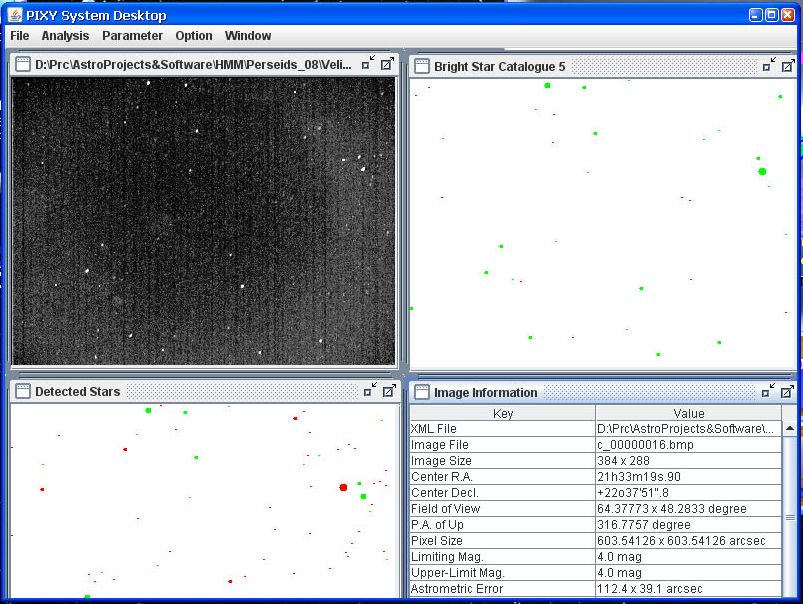 PIXY System Desktop
File Analysis Parameter Option Window
D:\Prc\AstroProjects&Software\HMM\Perseids_08\Veli...
Bright Star Catalogue 5
Detected Stars
Image Information
Key Value
XML File D:\Prc\AstroProjects&Software\...
Image File c_00000016.bmp
Image Size 384 x 288
Center R.A. 21h33m19s.90
Center Decl. +22o37'51".8
Field of View 64.37773 x 48.2833 degree
P.A. of Up 316.7757 degree
Pixel Size 603.54126 x 603.54126 arcsec
Limiting Mag. 4.0 mag
Upper-Limit Mag. 4.0 mag
Astrometric Error 112.4 x 39.1 arcsec